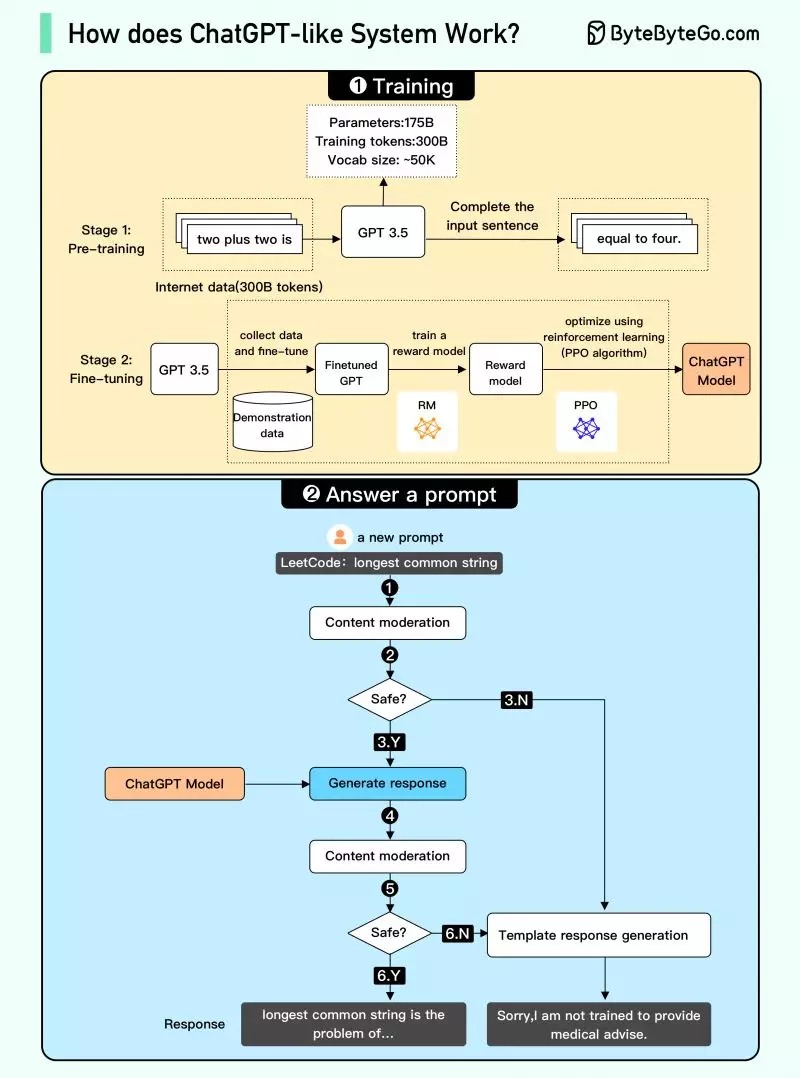 How does ChatGPT-like System Work?
ByteByteGo.com
1 Training
Parameters:175B
Training tokens:300B
Vocab size: ~50K
Stage 1:
Pre-training
two plus two is
GPT 3.5
Complete the
input sentence
equal to four.
Internet data(300B tokens)
Stage 2:
Fine-tuning
GPT 3.5
collect data
and fine-tune
Demonstration
data
Finetuned
GPT
train a
reward model
RM
Reward
model
optimize using
reinforcement learning
(PPO algorithm)
PPO
ChatGPT
Model
2 Answer a prompt
a new prompt
LeetCode: longest common string
1
Content moderation
2
Safe?
3.N
3.Y
ChatGPT Model
Generate response
4
Content moderation
5
Safe?
6.N
Template response generation
6.Y
Response
longest common string is the
problem of...
Sorry,I am not trained to provide
medical advise.